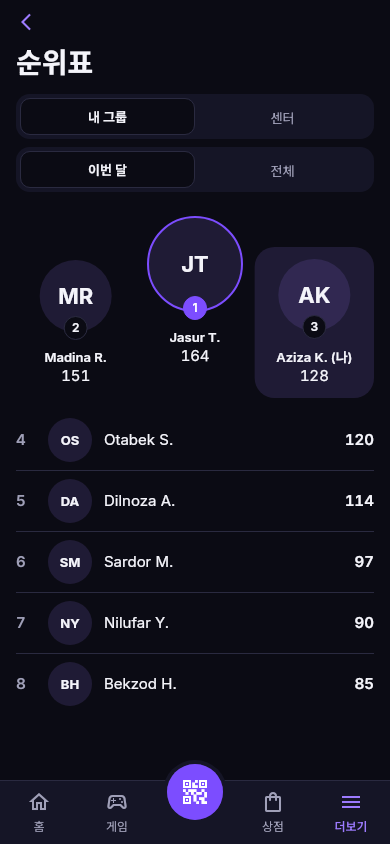 순위표
내 그룹
센터
이번 달
전체
JT
1
Jasur T.
164
MR
2
Madina R.
151
AK
3
Aziza K. (나)
128
4 OS Otabek S. 120
5 DA Dilnoza A. 114
6 SM Sardor M. 97
7 NY Nilufar Y. 90
8 BH Bekzod H. 85
홈
게임
상점
더보기